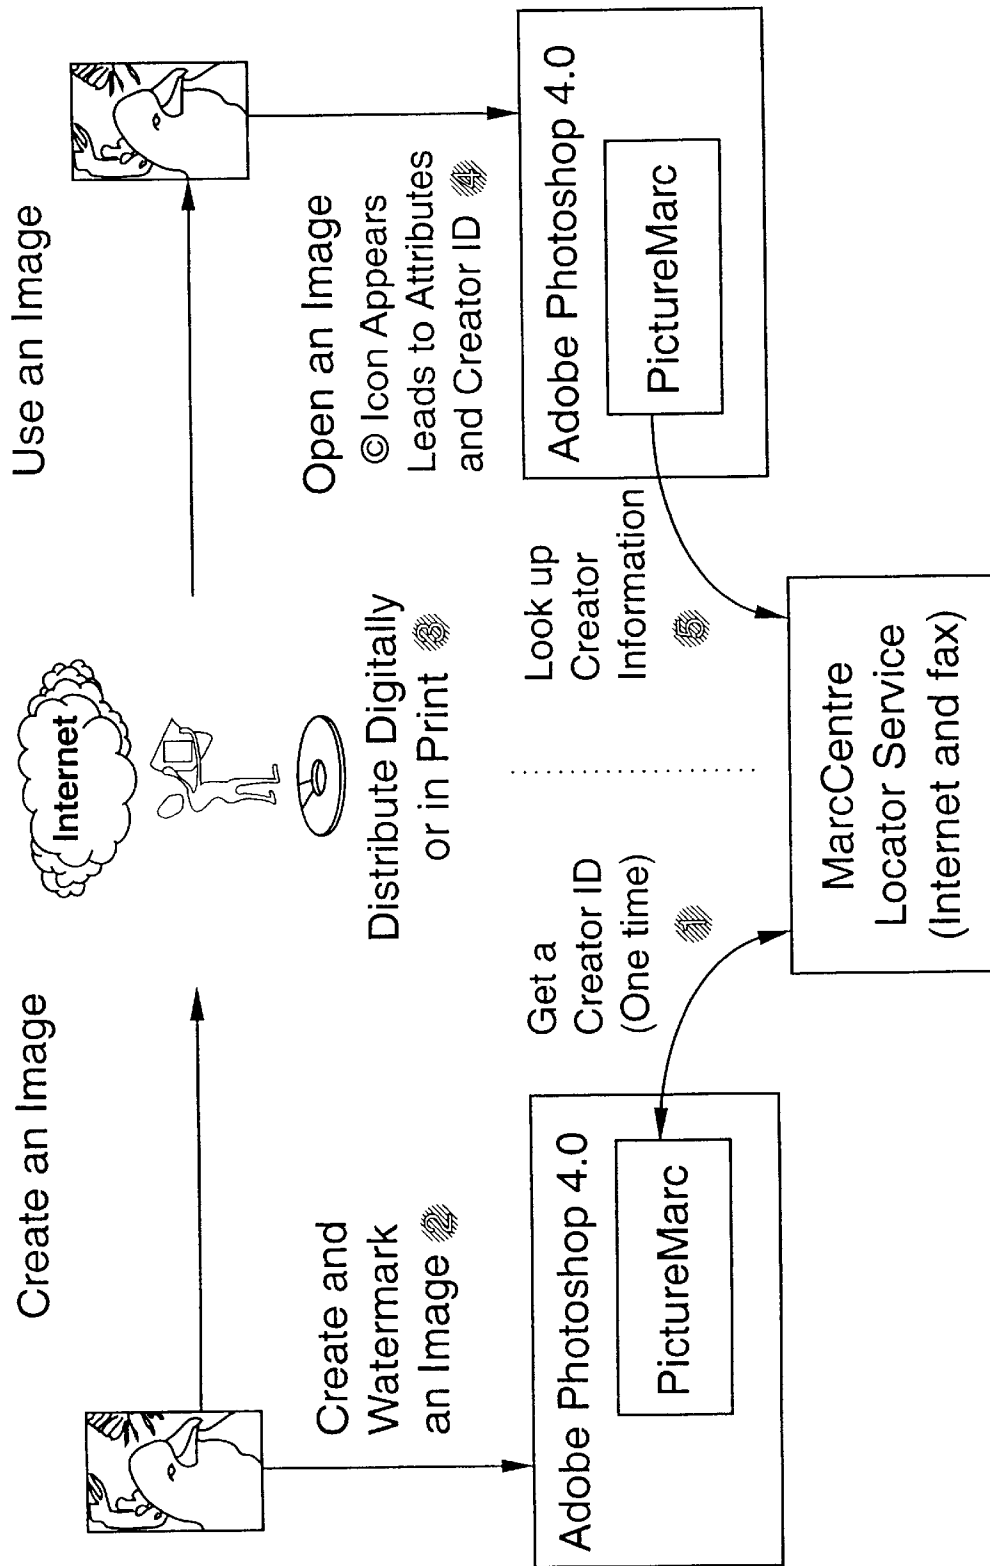 Create an Image
Use an Image
Internet
Create and
Watermark
an Image 2
Distribute Digitally
or in Print 3
Open an Image
© Icon Appears
Leads to Attributes
and Creator ID 4
Adobe Photoshop 4.0
PictureMarc
Get a
Creator ID
(One time)
1
Look up
Creator
Information
5
Adobe Photoshop 4.0
PictureMarc
MarcCentre
Locator Service
(Internet and fax)